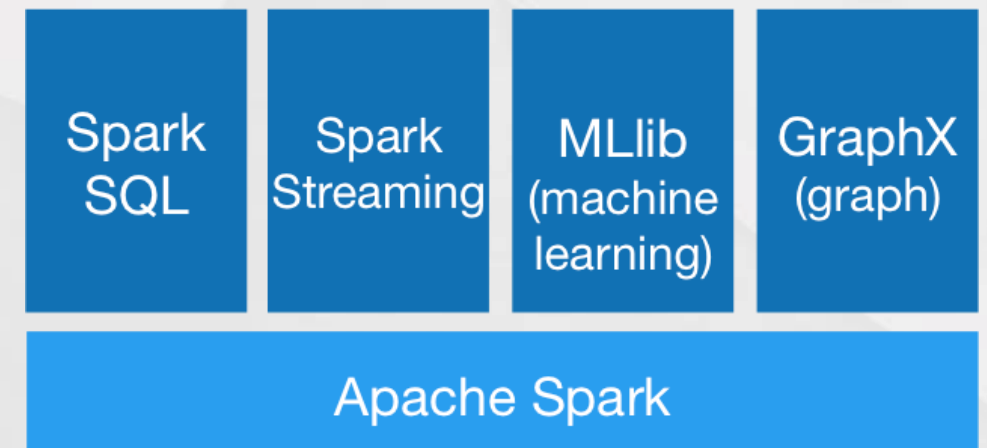 Spark
SQL
Spark
Streaming
MLlib
(machine
learning)
GraphX
(graph)
Apache Spark